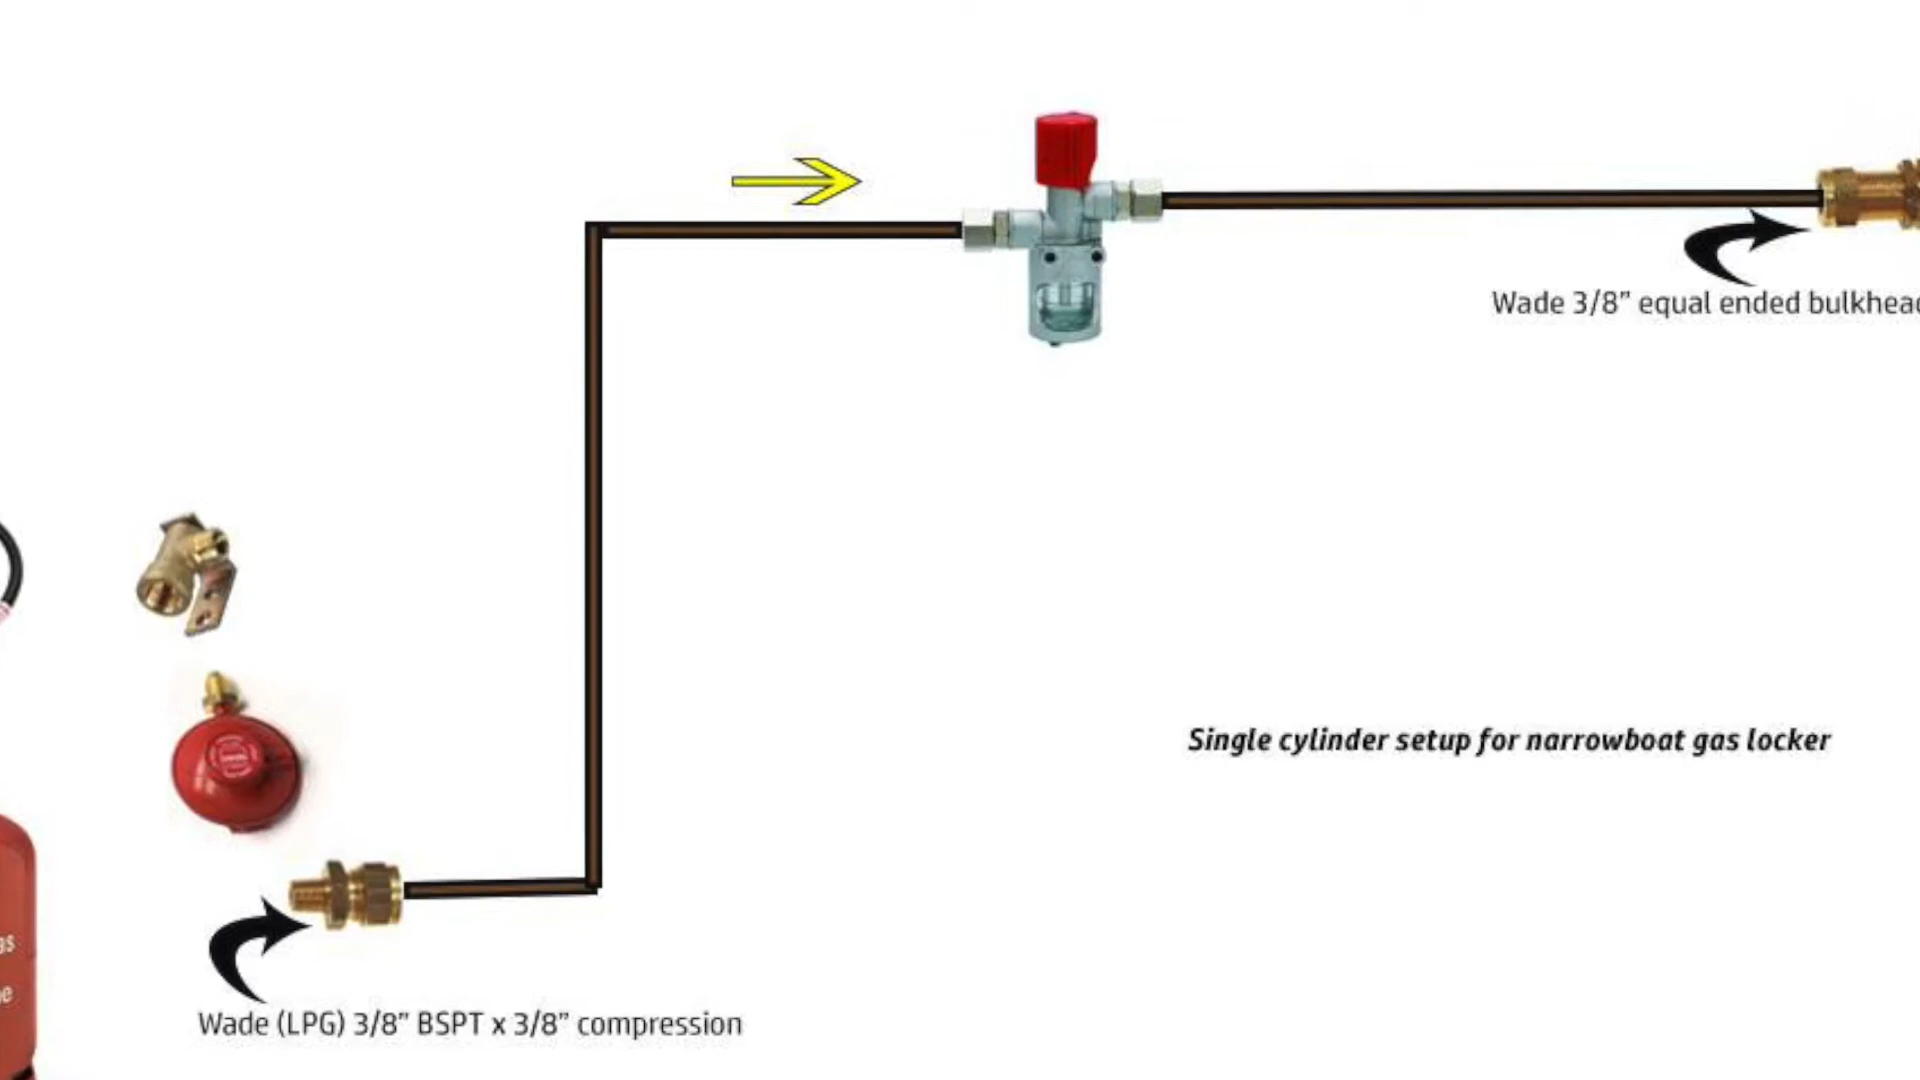 Wade 3/8” equal ended
Single cylinder setup for narrowboat gas locker
Wade (LPG) 3/8” BSPT x 3/8” compression